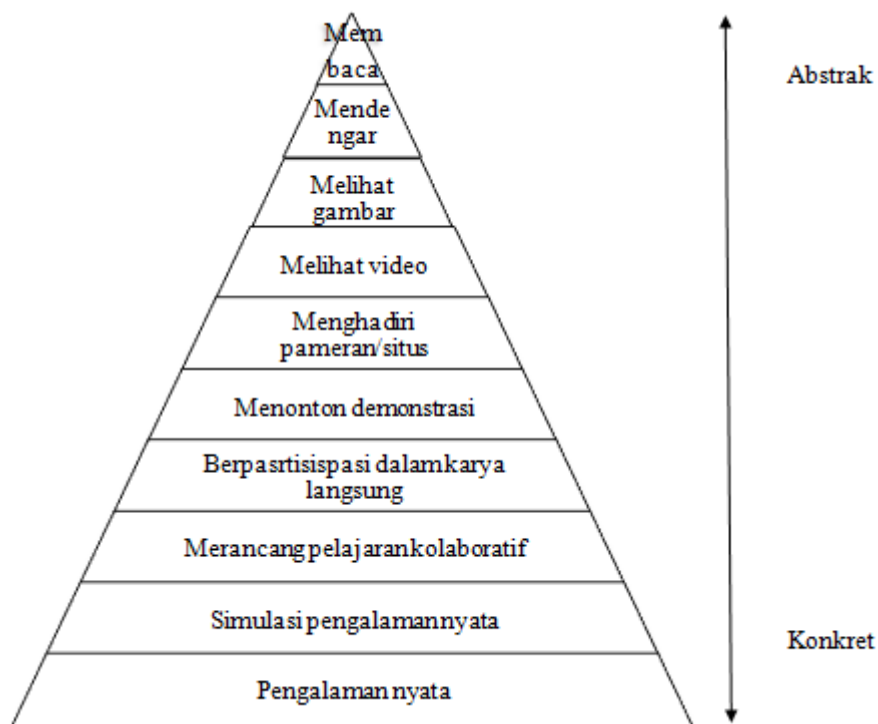 Mem
baca
Abstrak
Mende
ngar
Melihat
gambar
Melihat video
Menghadiri
pameran/situs
Menonton demonstrasi
Berpasrtisispasi dalamkarya
langsung
Merancang pelajarankolaboratif
Simulasi pengalamannyata
Konkret
Pengalaman nyata